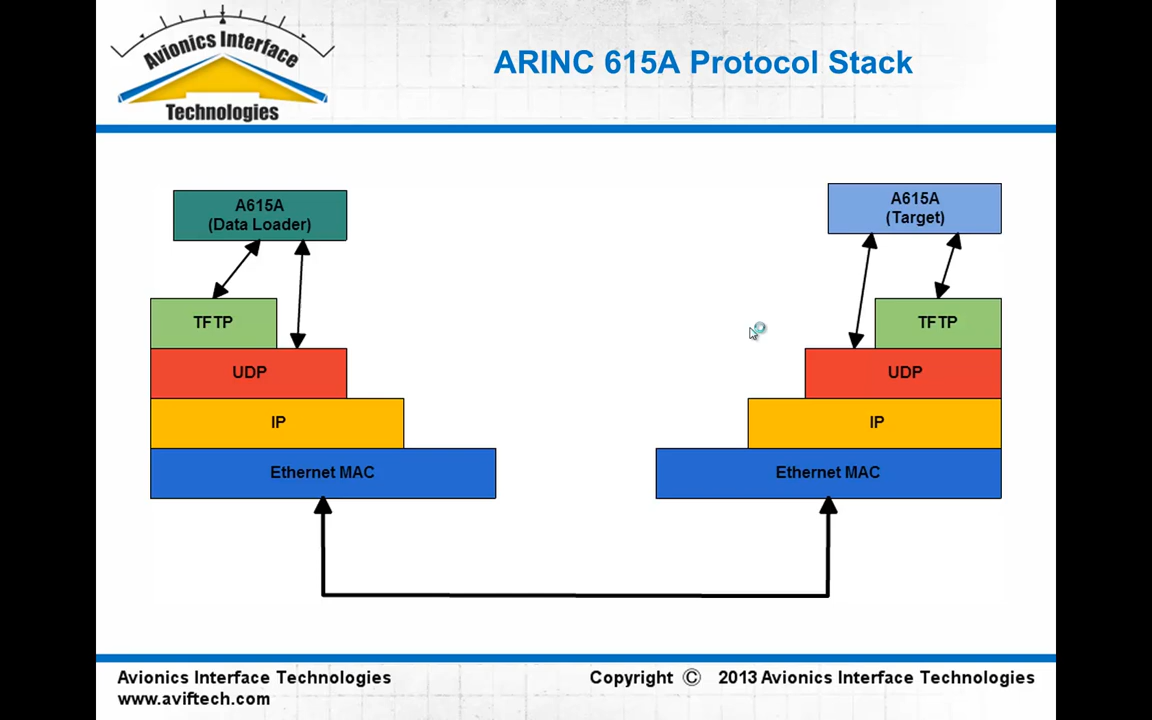 Avionics Interface
Technologies
ARINC 615A Protocol Stack
A615A
(Data Loader)
A615A
(Target)
TFTP
TFTP
UDP
UDP
IP
IP
Ethernet MAC
Ethernet MAC
Avionics Interface Technologies
www.aviftech.com
Copyright © 2013 Avionics Interface Technologies